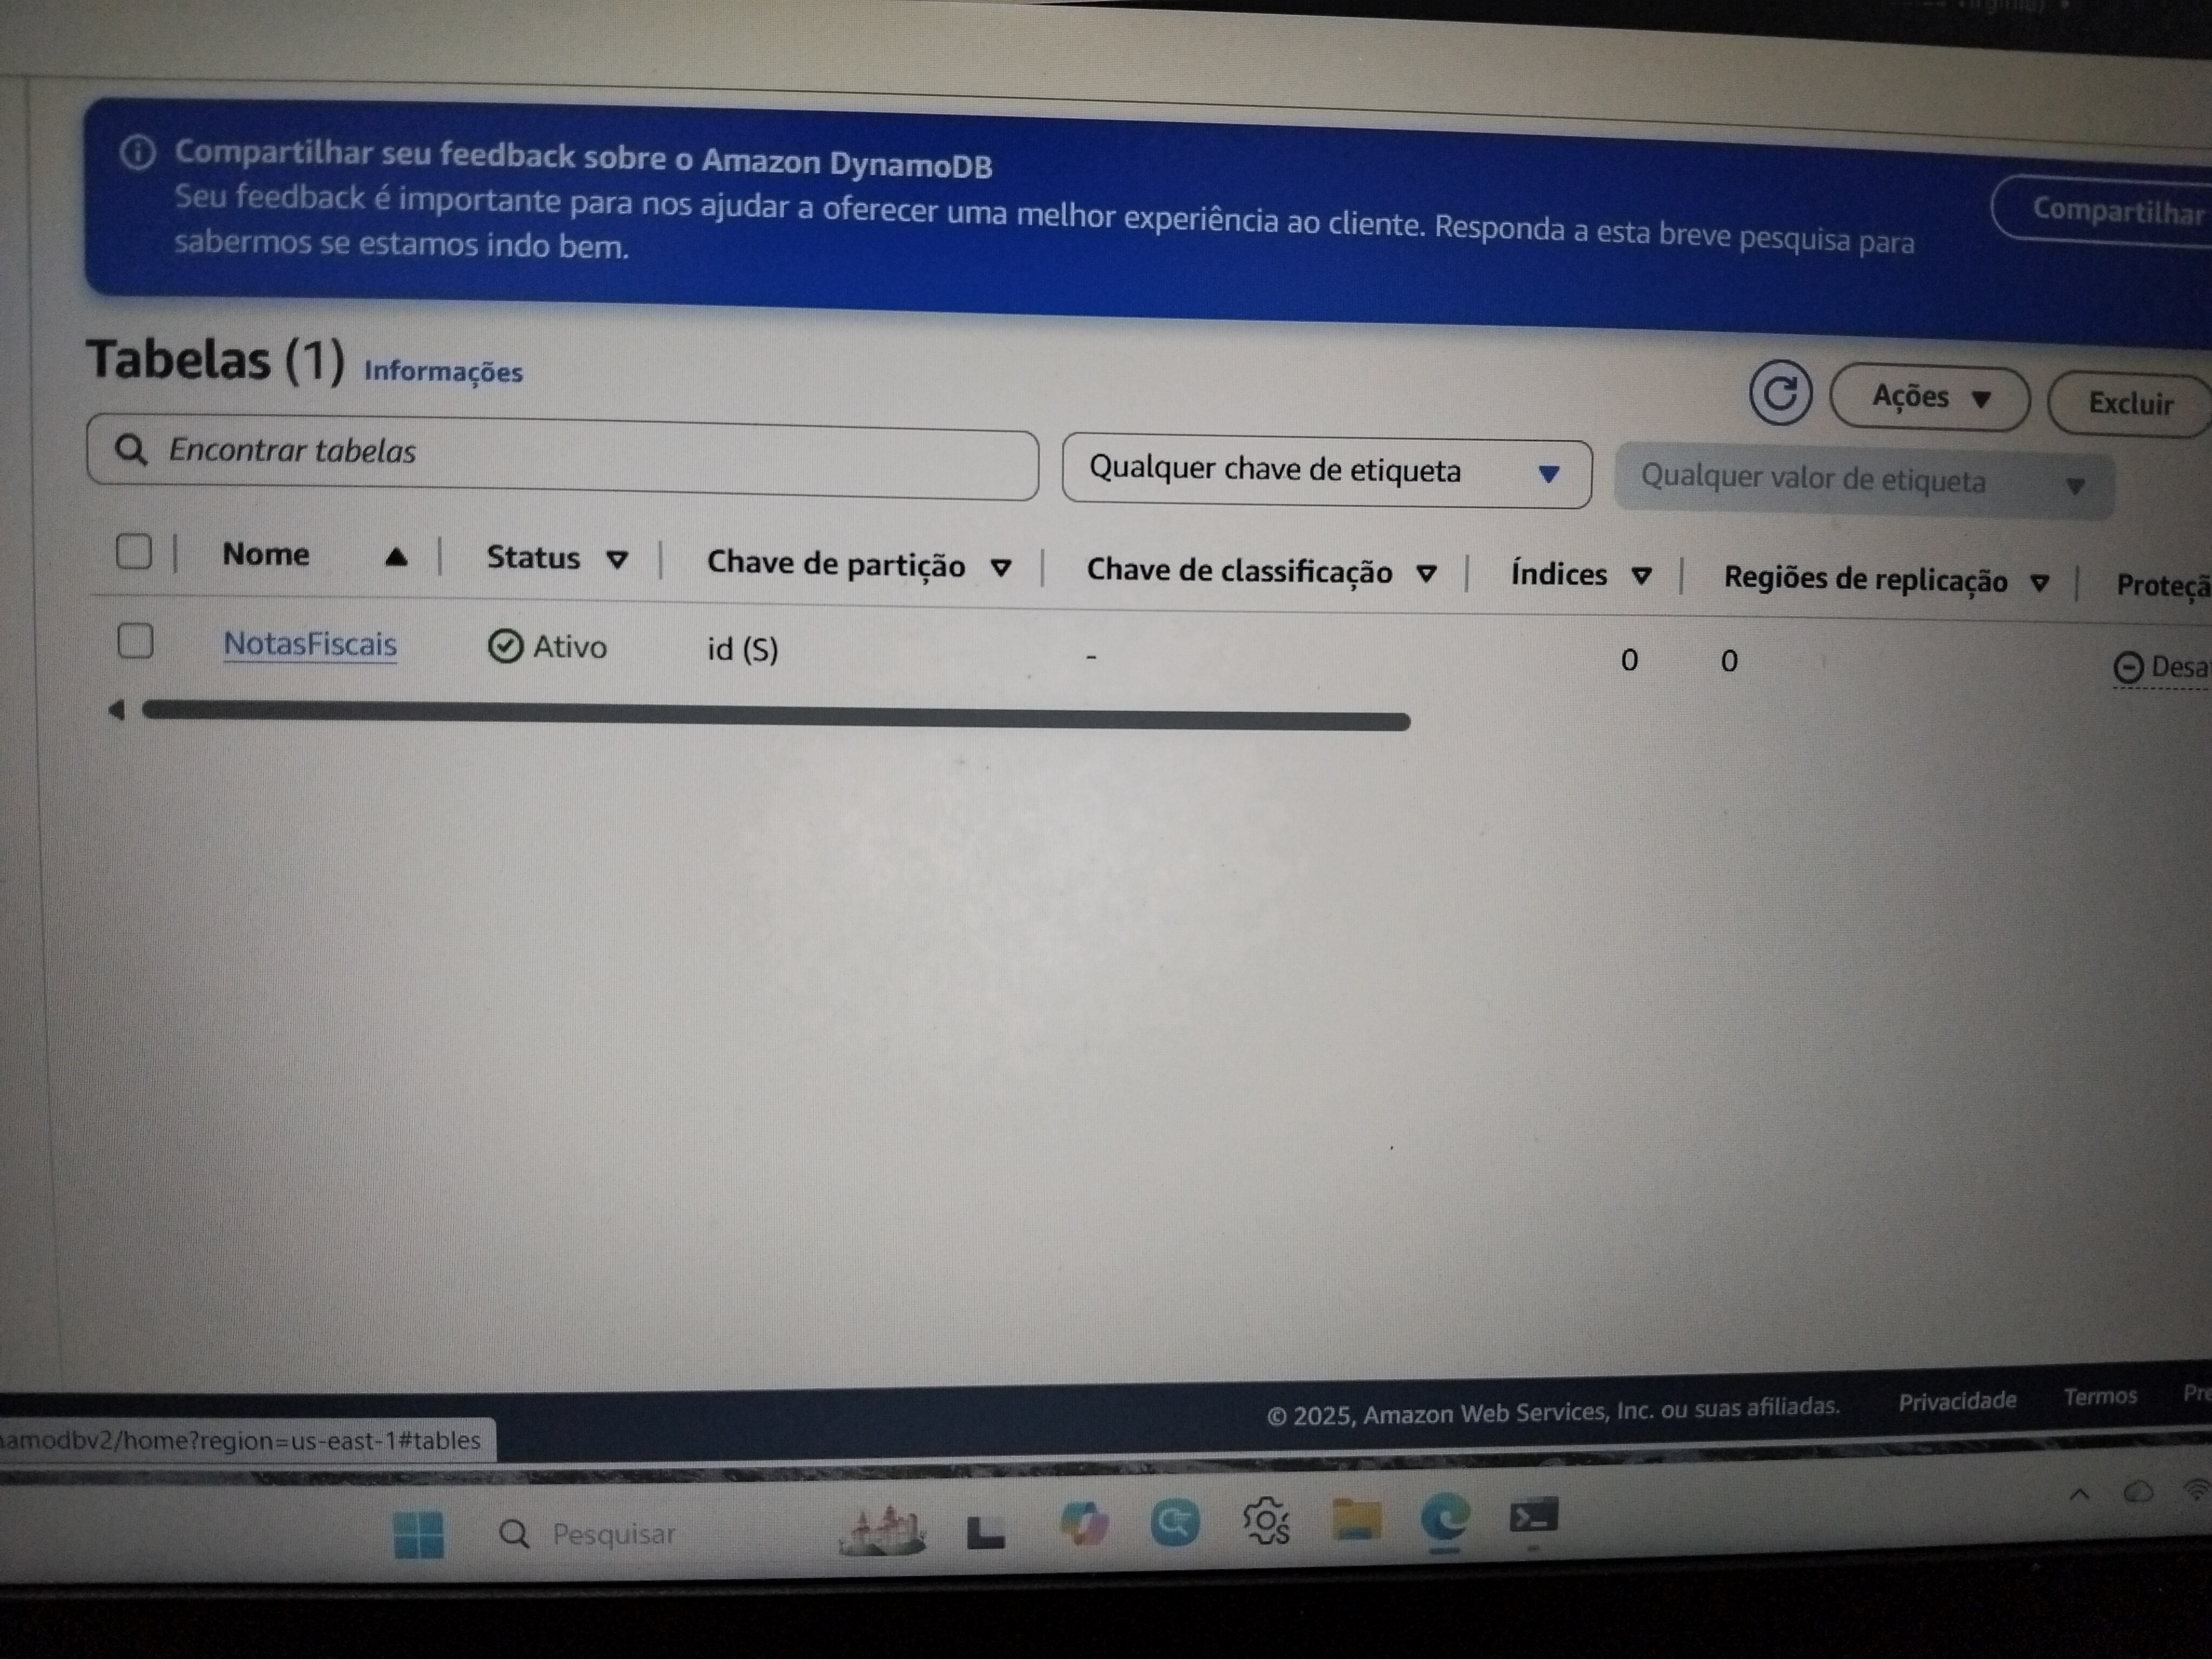 Compartilhar seu feedback sobre o Amazon DynamoDB
Seu feedback é importante para nos ajudar a oferecer uma melhor experiência ao cliente. Responda a esta breve pesquisa para
sabermos se estamos indo bem.
Compartilhar
Tabelas (1) Informações
Ações
Excluir
Encontrar tabelas
Qualquer chave de etiqueta
Qualquer valor de etiqueta
Nome Status Chave de partição Chave de classificação Índices Regiões de replicação Proteçã
NotasFiscais Ativo id (S) - 0 0 Desa
© 2025, Amazon Web Services, Inc. ou suas afiliadas. Privacidade Termos Pre
amodbv2/home?region=us-east-1#tables
Pesquisar